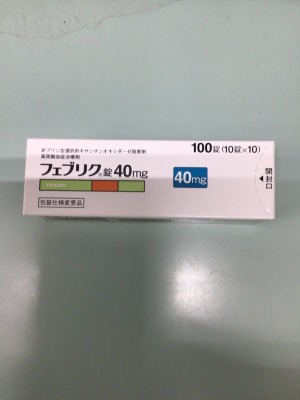 非プリン型選択的キサンチンオキシダーゼ阻害剤
高尿酸血症治療剤
フェブリク®錠40mg
100錠(10錠×10)
40mg
開封口
包装仕様変更品